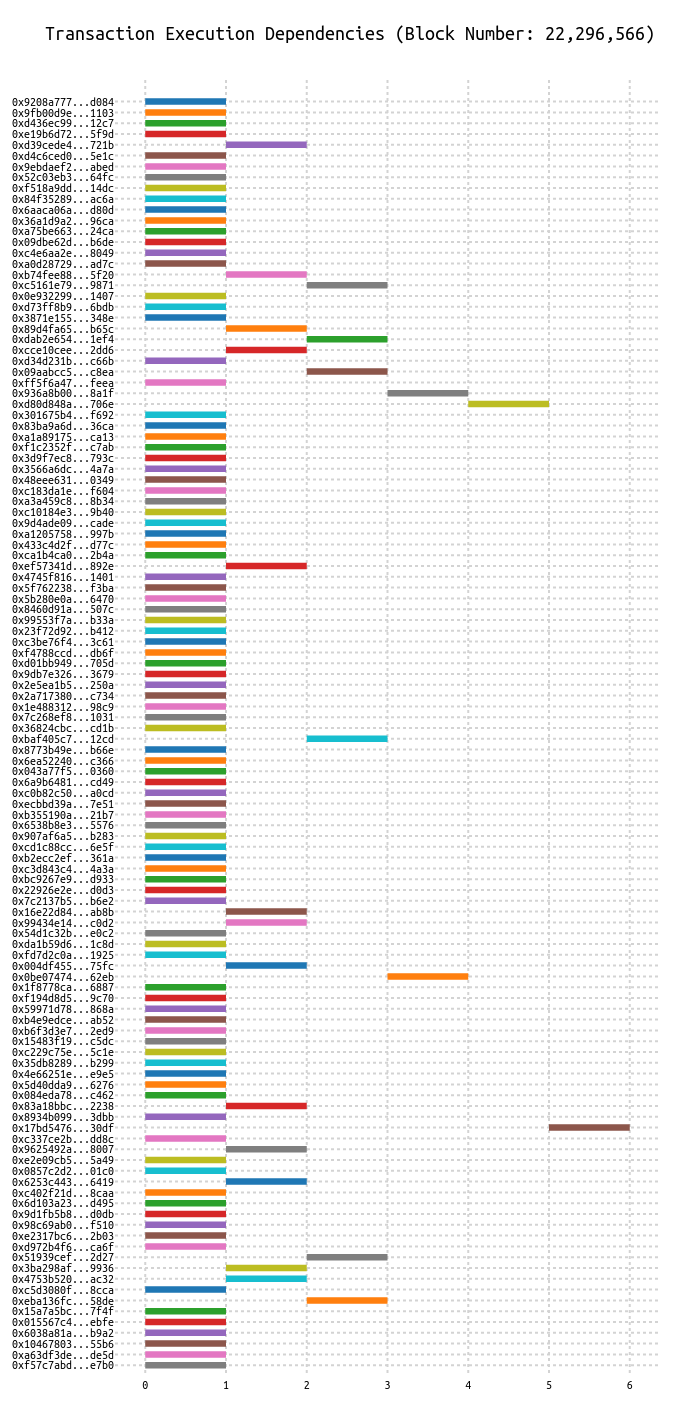 Transaction Execution Dependencies (Block Number: 22,296,566)
0x9208a777...d084
0x9fb00d9e...1103
0xd436ec99...12c7
0xe19b6d72...5f9d
0xd39cede4...721b
0xd4c6ced0...5e1c
0x9ebdaef2...abed
0x52c03eb3...64fc
0xf518a9dd...14dc
0x84f35289...ac6a
0x6aaca06a...d80d
0x36a1d9a2...96ca
0xa75be663...24ca
0x09dbe62d...b6de
0xc4e6aa2e...8049
0xa0d28729...ad7c
0xb74fee88...5f20
0xc5161e79...9871
0x0e932299...1407
0xd73ff8b9...6bdb
0x3871e155...348e
0x89d4fa65...b65c
0xdab2e654...1ef4
0xcce10cee...2dd6
0xd34d231b...c66b
0x09aabcc5...c8ea
0xff5f6a47...feea
0x936a8b00...8a1f
0xd80d848a...706e
0x301675b4...f692
0x83ba9a6d...36ca
0xa1a89175...ca13
0xf1c2352f...c7ab
0x3d9f7ec8...793c
0x3566a6dc...4a7a
0x48eee631...0349
0xc183da1e...f604
0xa3a459c8...8b34
0xc10184e3...9b40
0x9d4ade09...cade
0xa1205758...997b
0x433c4d2f...d77c
0xca1b4ca0...2b4a
0xef57341d...892e
0x4745f816...1401
0x5f762238...f3ba
0x5b280e0a...6470
0x8460d91a...507c
0x99553f7a...b33a
0x23f72d92...b412
0xc3be76f4...3c61
0xf4788ccd...db6f
0xd01bb949...705d
0x9db7e326...3679
0x2e5ea1b5...250a
0x2a717380...c734
0x1e488312...98c9
0x7c268ef8...1031
0x36824cbc...cd1b
0xbaf405c7...12cd
0x8773b49e...b66e
0x6ea52240...c366
0x043a77f5...0360
0x6a9b6481...cd49
0xc0b82c50...a0cd
0xecbbd39a...7e51
0xb355190a...21b7
0x6538b8e3...5576
0x907af6a5...b283
0xcd1c88cc...6e5f
0xb2ecc2ef...361a
0xc3d843c4...4a3a
0xbc9267e9...d933
0x22926e2e...d0d3
0x7c2137b5...b6e2
0x16e22d84...ab8b
0x99434e14...c0d2
0x54d1c32b...e0c2
0xda1b59d6...1c8d
0xfd7d2c0a...1925
0x004df455...75fc
0x0be07474...62eb
0x1f8778ca...6887
0xf194d8d5...9c70
0x59971d78...868a
0xb4e9edce...ab52
0xb6f3d3e7...2ed9
0x15483f19...c5dc
0xc229c75e...5c1e
0x35db8289...b299
0x4e66251e...e9e5
0x5d40dda9...6276
0x084eda78...c462
0x83a18bbc...2238
0x8934b099...3dbb
0x17bd5476...30df
0xc337ce2b...dd8c
0x9625492a...8007
0xe2e09cb5...5a49
0x0857c2d2...01c0
0x6253c443...6419
0xc402f21d...8caa
0x6d103a23...d495
0x9d1fb5b8...d0db
0x98c69ab0...f510
0xe2317bc6...2b03
0xd972b4f6...ca6f
0x51939cef...2d27
0x3ba298af...9936
0x4753b520...ac32
0xc5d3080f...8cca
0xeba136fc...58de
0x15a7a5bc...7f4f
0x015567c4...ebfe
0x6038a81a...b9a2
0x10467803...55b6
0xa63df3de...de5d
0xf57c7abd...e7b0
0 1 2 3 4 5 6